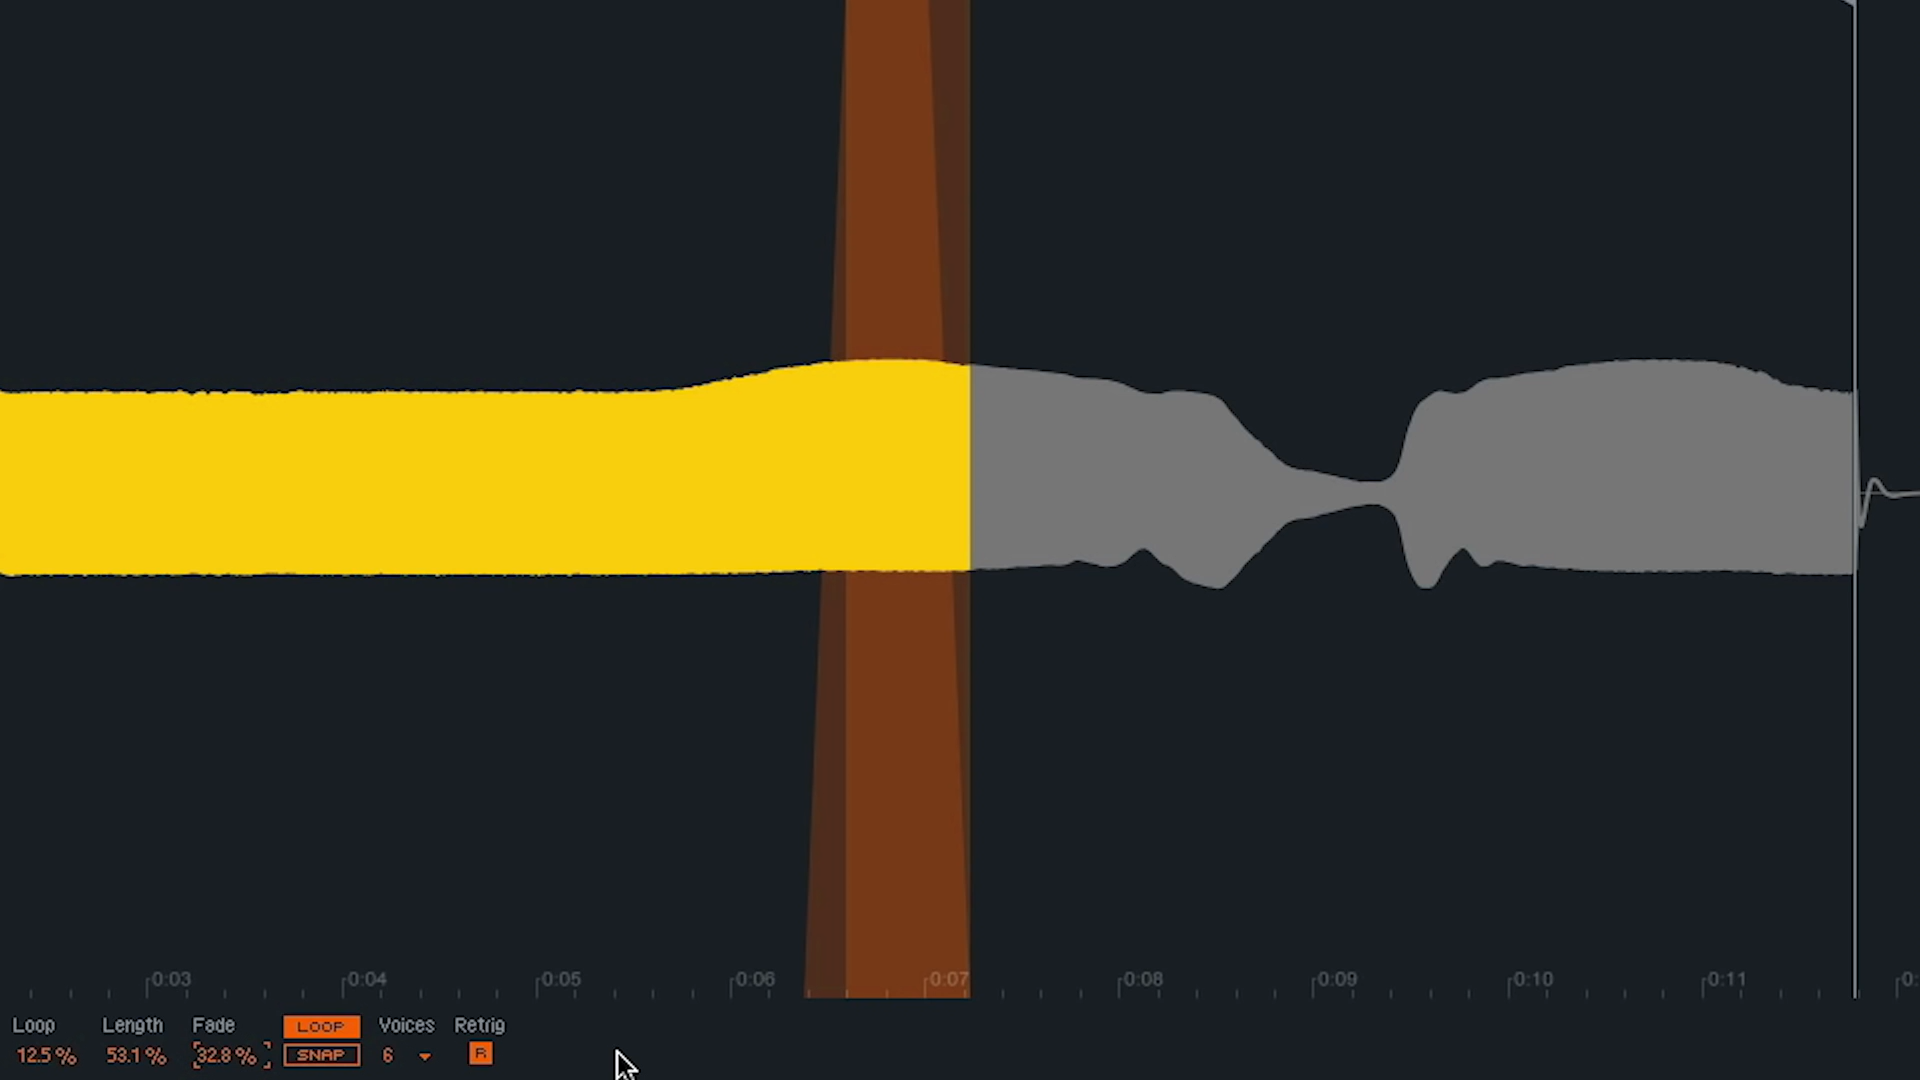 0:03 0:04 0:05 0:06 0:07 0:08 0:09 0:10 0:11 0:
Loop Length Fade LOOP Voices Retrig
12.5 % 53.1 % 32.8 % SNAP 6 R